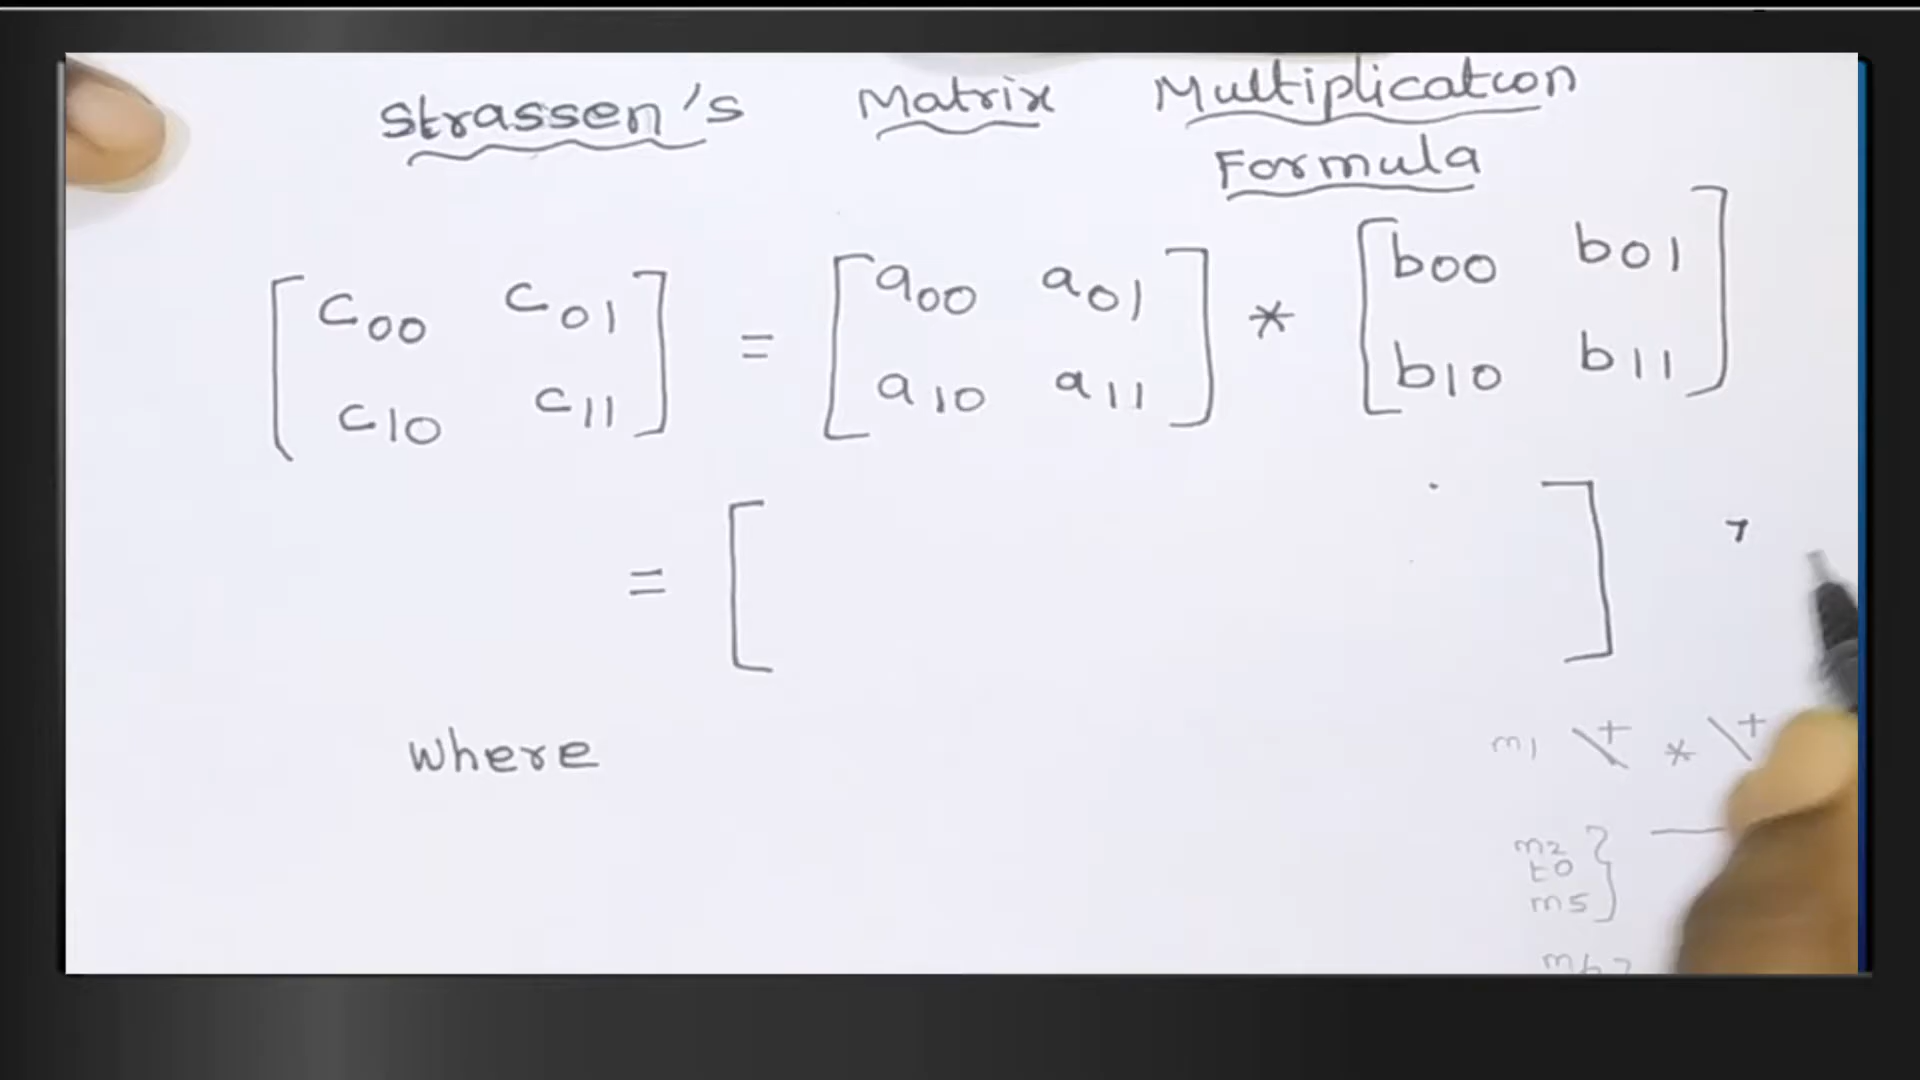 Strassen's Matrix Multiplication
Formula
[ c00 c01 ] = [ a00 a01 ] * [ b00 b01 ]
[ c10 c11 ] [ a10 a11 ] [ b10 b11 ]
= [ ] 7
where
m1 \+ * \+
m2
to
m5 }
m6